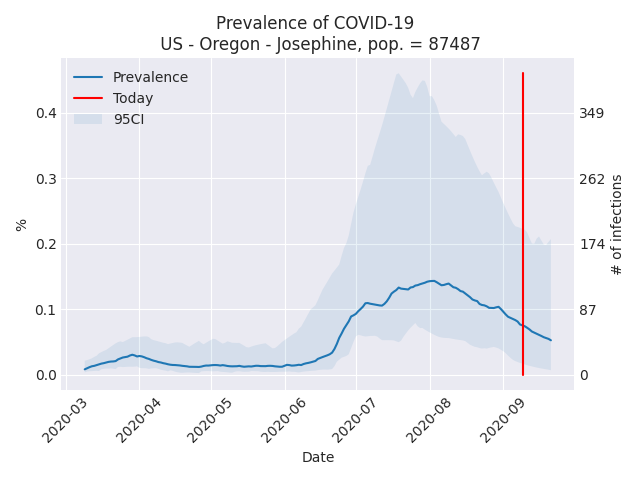 Prevalence of COVID-19
US - Oregon - Josephine, pop. = 87487
Prevalence
Today
95CI
0.4
0.3
0.2
0.1
0.0
%
349
262
174
87
0
# of infections
2020-03
2020-04
2020-05
2020-06
2020-07
2020-08
2020-09
Date